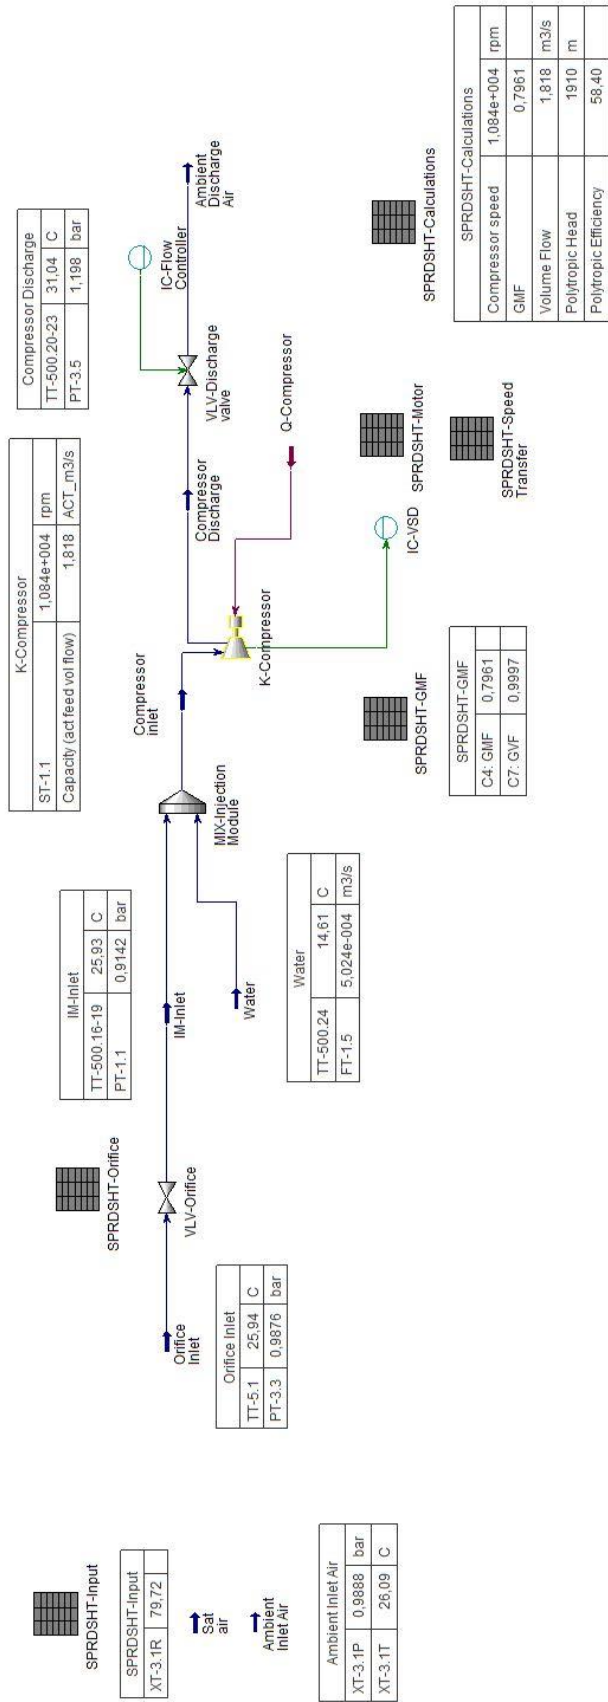 SPRDSHT-Input
SPRDSHT-Input
XT-3.1R 79,72
Sat
air
Ambient
Inlet Air
Ambient Inlet Air
XT-3.1P 0,9888 bar
XT-3.1T 26,09 C
SPRDSHT-Orifice
Orifice
Inlet
VLV-Orifice
Orifice Inlet
TT-5.1 25,94 C
PT-3.3 0,9876 bar
IM-Inlet
TT-500.16-19 25,93 C
PT-1.1 0,9142 bar
IM-Inlet
Water
Water
TT-500.24 14,61 C
FT-1.5 5,024e-004 m3/s
MIX-Injection
Module
Compressor
inlet
K-Compressor
ST-1.1 1,084e+004 rpm
Capacity (act feed vol flow) 1,818 ACT_m3/s
K-Compressor
SPRDSHT-GMF
SPRDSHT-GMF
C4: GMF 0,7961
C7: GVF 0,9997
IC-VSD
Compressor
Discharge
Q-Compressor
SPRDSHT-Motor
SPRDSHT-Speed
Transfer
Compressor Discharge
TT-500.20-23 31,04 C
PT-3.5 1,198 bar
VLV-Discharge
valve
IC-Flow
Controller
Ambient
Discharge
Air
SPRDSHT-Calculations
SPRDSHT-Calculations
Compressor speed 1,084e+004 rpm
GMF 0,7961
Volume Flow 1,818 m3/s
Polytropic Head 1910 m
Polytropic Efficiency 58,40